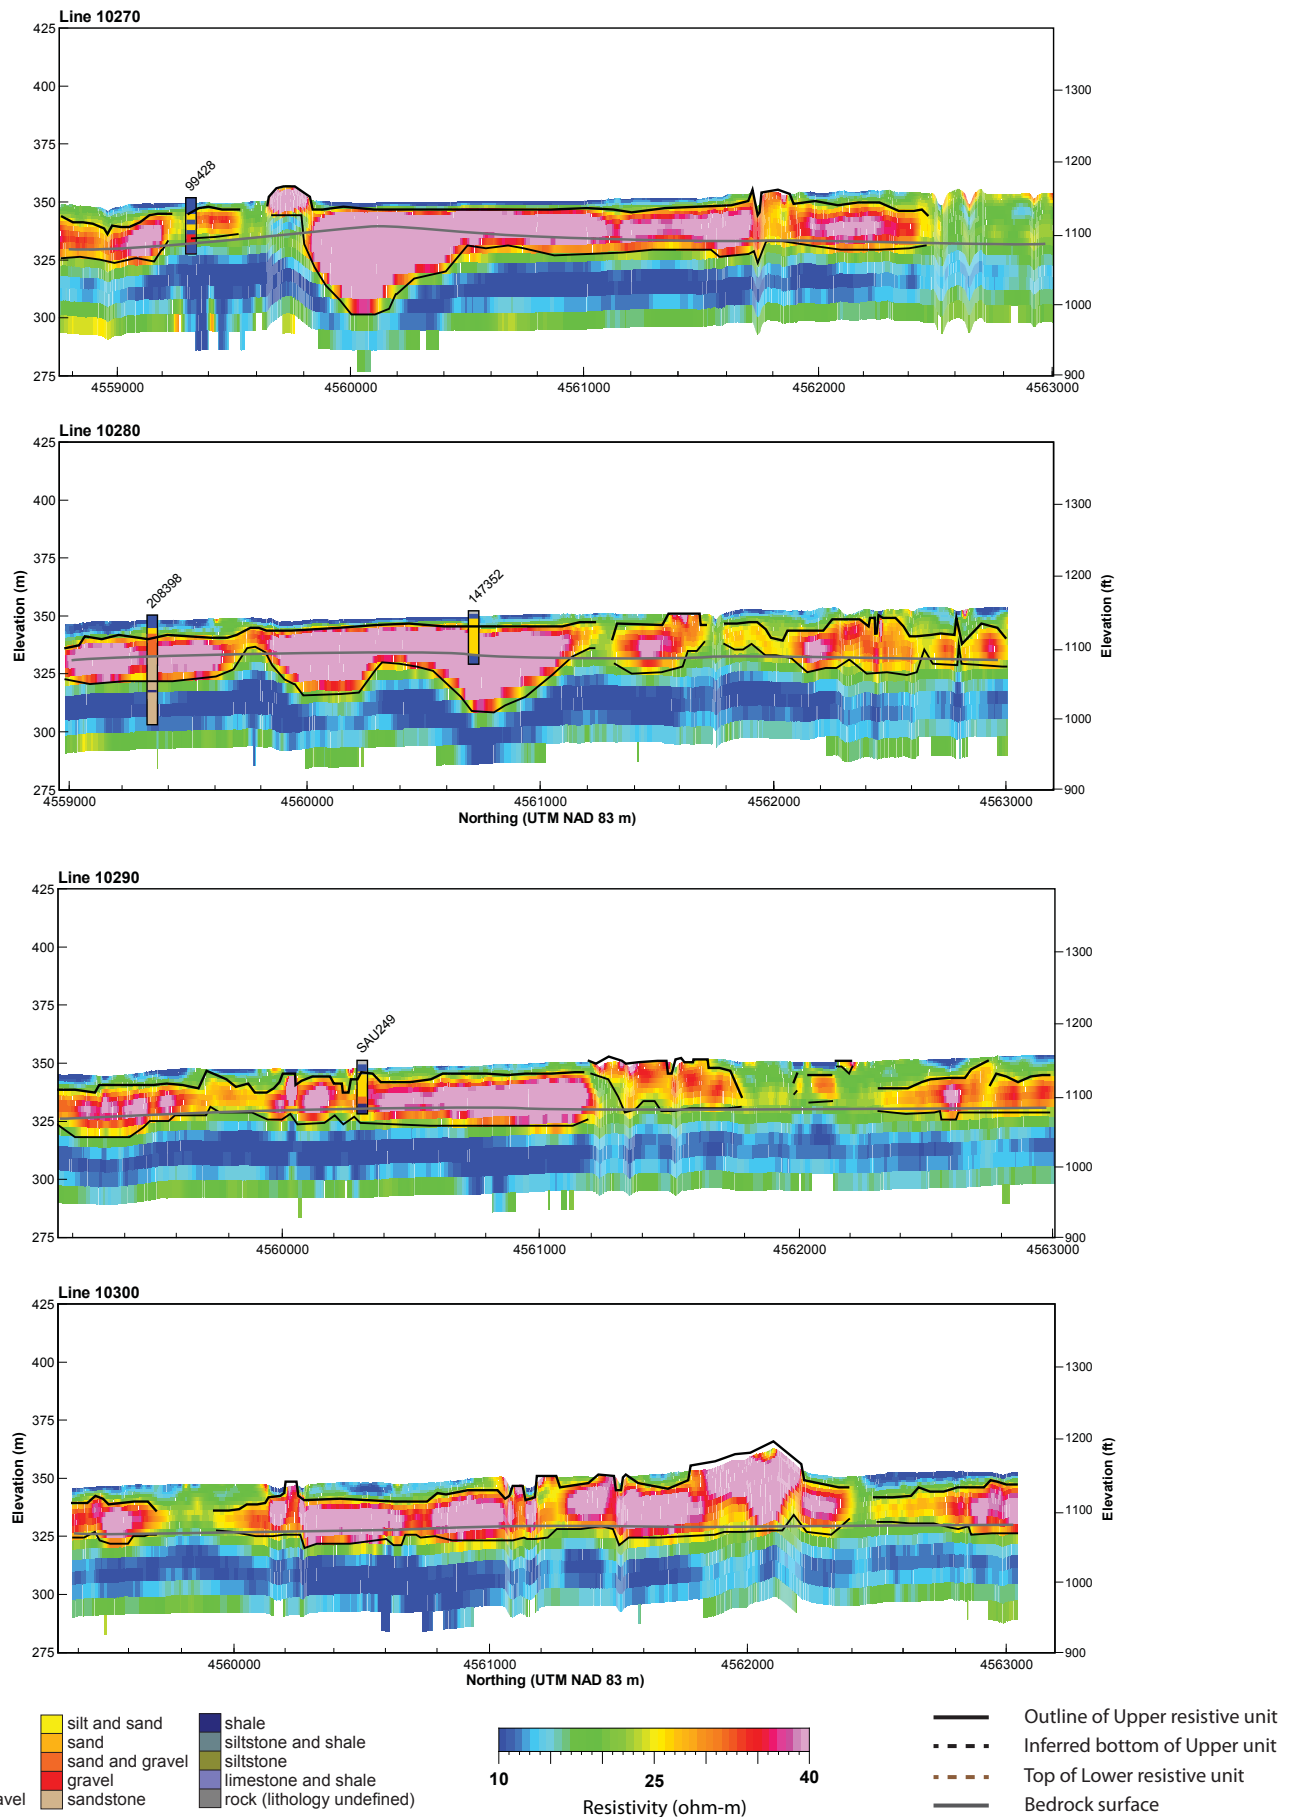 Line 10270
425
400
375
350
325
300
275
1300
1200
1100
1000
900
99428
4559000
4560000
4561000
4562000
4563000
Line 10280
425
400
375
350
325
300
275
Elevation (m)
1300
1200
1100
1000
900
Elevation (ft)
208398
147352
4559000
4560000
4561000
4562000
4563000
Northing (UTM NAD 83 m)
Line 10290
425
400
375
350
325
300
275
1300
1200
1100
1000
900
SAU249
4560000
4561000
4562000
4563000
Line 10300
425
400
375
350
325
300
275
Elevation (m)
1300
1200
1100
1000
900
Elevation (ft)
4560000
4561000
4562000
4563000
Northing (UTM NAD 83 m)
silt and sand
sand
sand and gravel
gravel
avel
sandstone
shale
siltstone and shale
siltstone
limestone and shale
rock (lithology undefined)
10
25
40
Resistivity (ohm-m)
Outline of Upper resistive unit
Inferred bottom of Upper unit
Top of Lower resistive unit
Bedrock surface